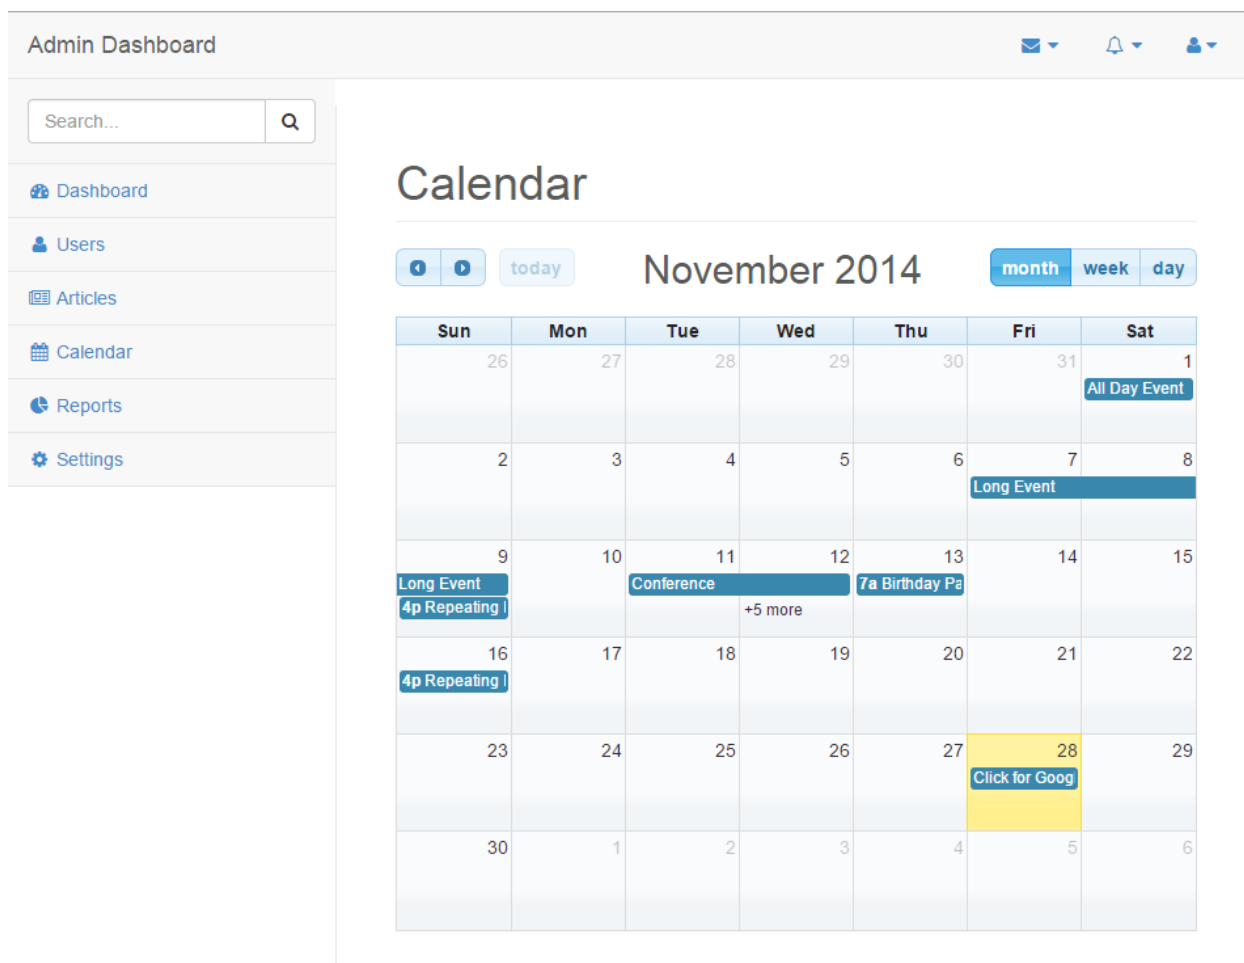 Admin Dashboard
Search...
Dashboard
Users
Articles
Calendar
Reports
Settings
Calendar
today
November 2014
month week day
Sun Mon Tue Wed Thu Fri Sat
26 27 28 29 30 31 1
All Day Event
2 3 4 5 6 7 8
Long Event
9 10 11 12 13 14 15
Long Event Conference 7a Birthday Pa
4p Repeating +5 more
16 17 18 19 20 21 22
4p Repeating
23 24 25 26 27 28 29
Click for Goog
30 1 2 3 4 5 6